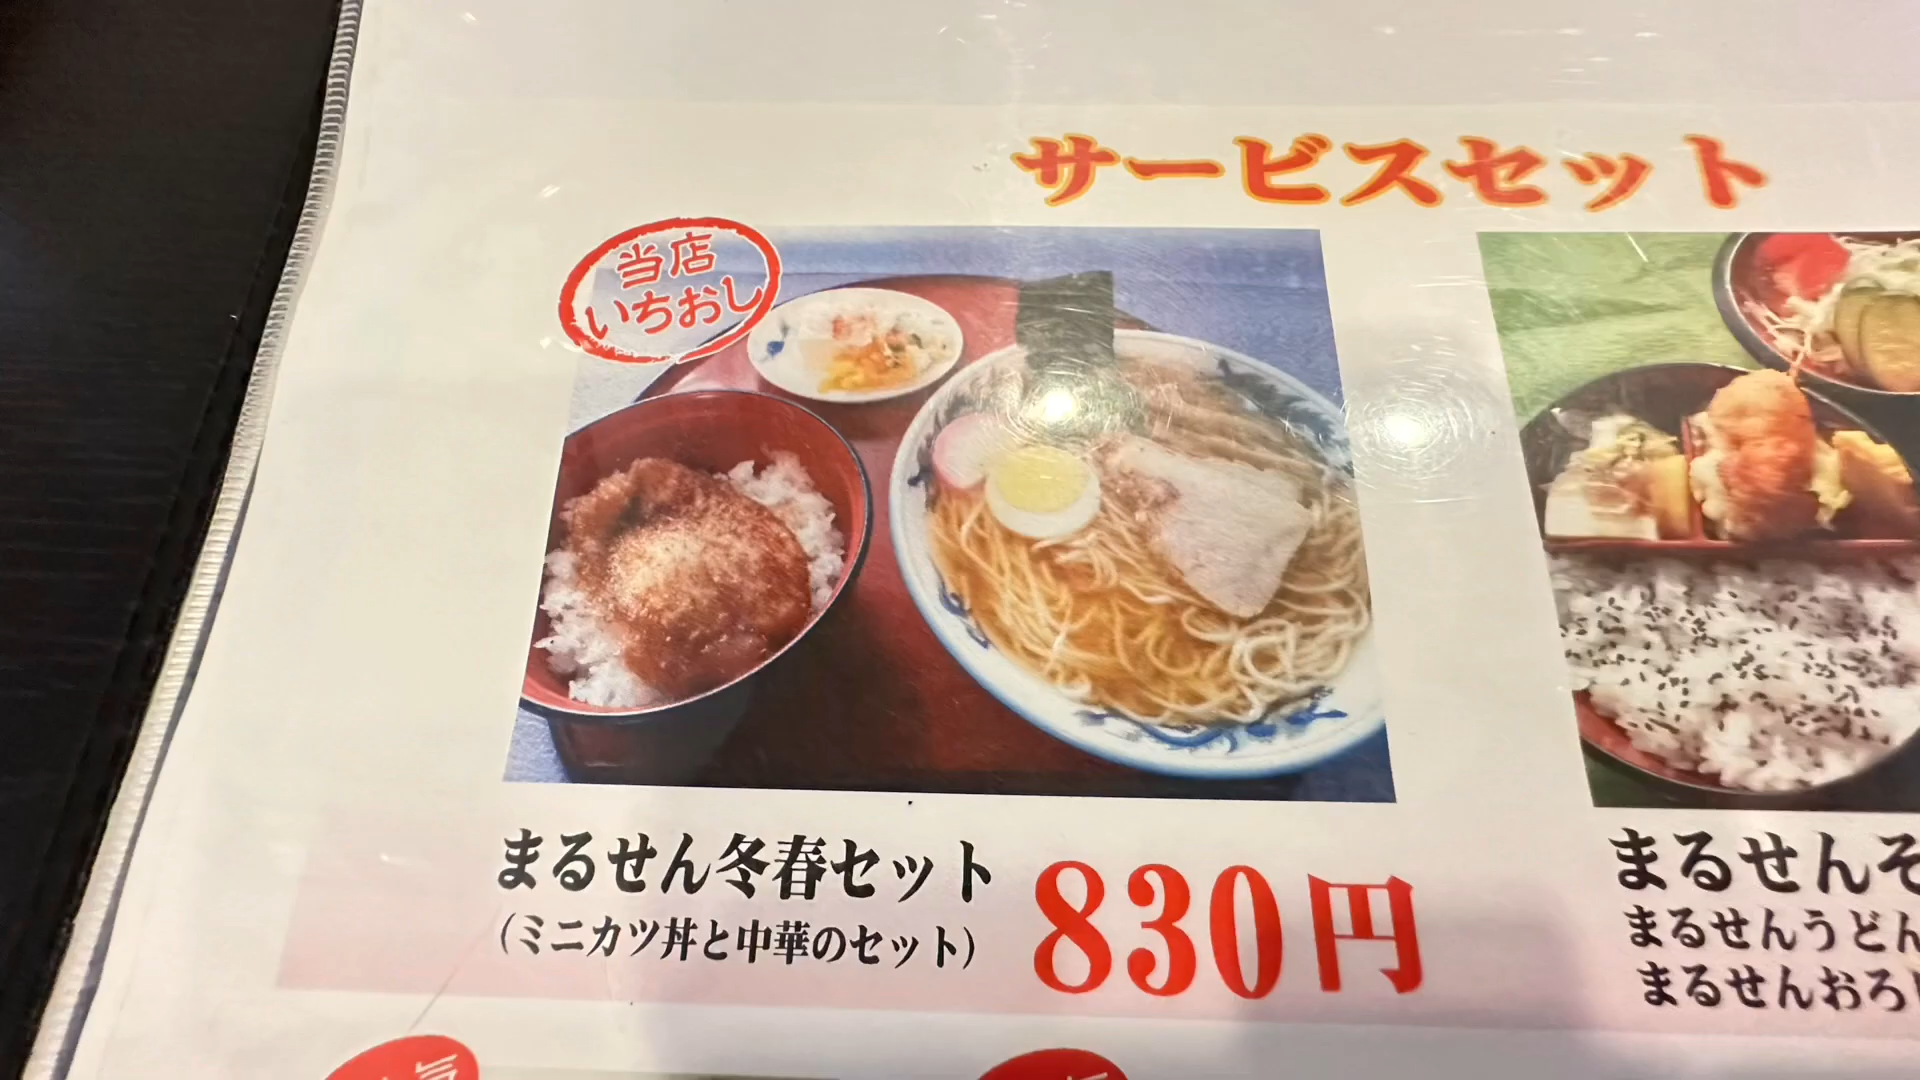 サービスセット
当店
いちおし
まるせん冬春セット
(ミニカツ丼と中華のセット)
830円
まるせんそ
まるせんうどん
まるせんおろし